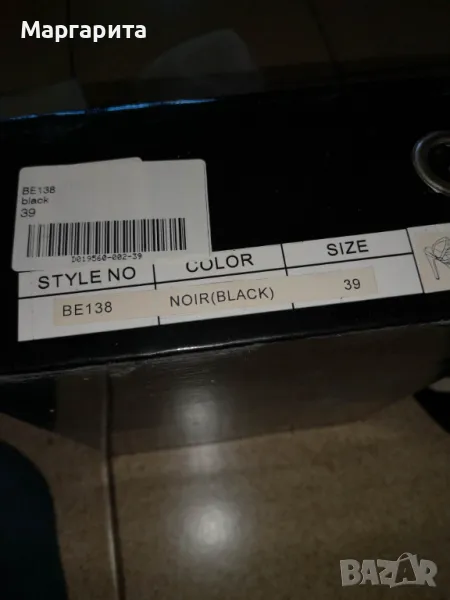 Маргарита
BE138
black
39
D019560-002-39
STYLE NO COLOR SIZE
BE138 NOIR(BLACK) 39
bazar